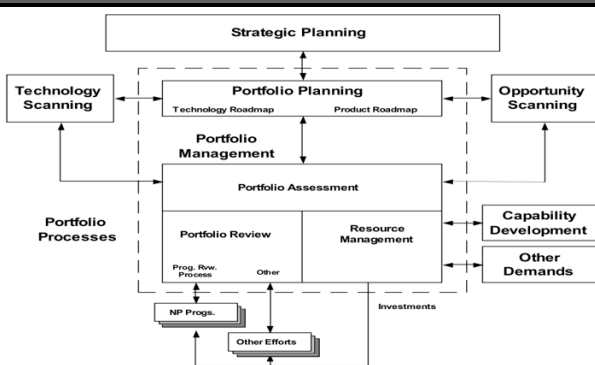 Strategic Planning
Technology
Scanning
Portfolio Planning
Technology Roadmap
Product Roadmap
Opportunity
Scanning
Portfolio
Management
Portfolio Assessment
Portfolio
Processes
Portfolio Review
Resource
Management
Capability
Development
Other
Demands
Prog. Rvw.
Process
Other
NP Progs.
Investments
Other Efforts